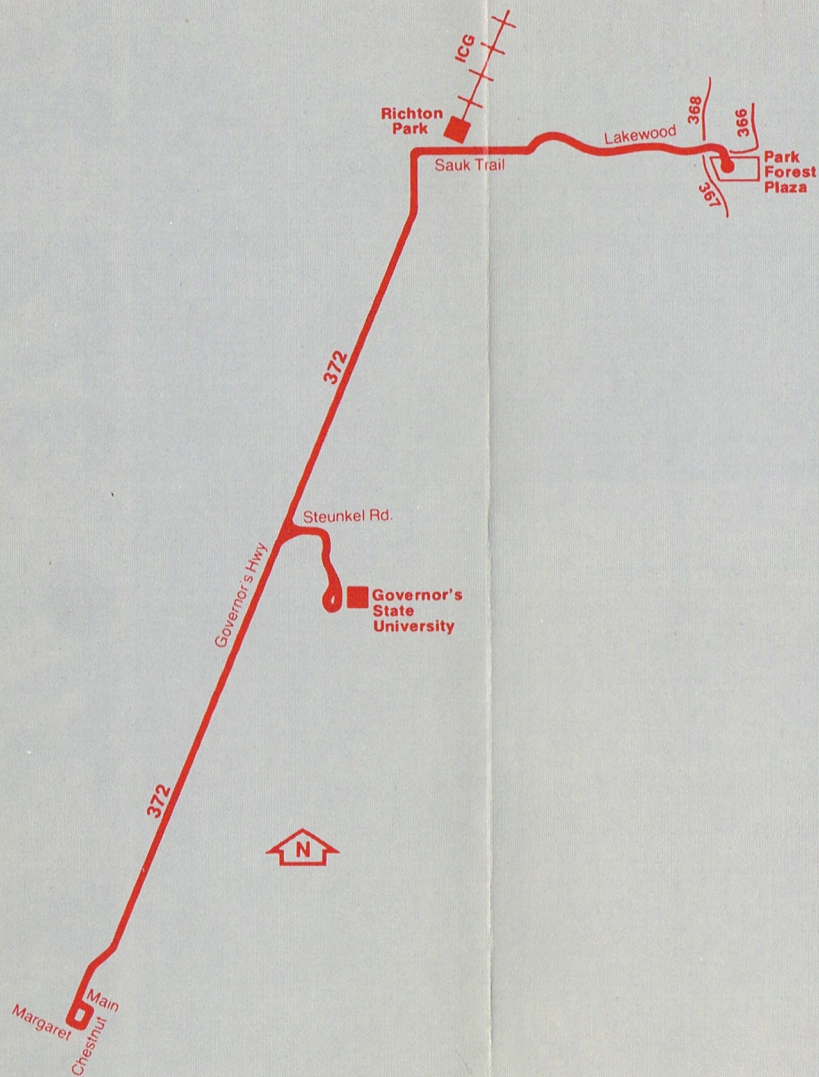 ICG
Richton
Park
368
366
Lakewood
Sauk Trail
Park
Forest
Plaza
367
372
Steunkel Rd.
Governor's Hwy
Governor's
State
University
372
N
Main
Margaret
Chestnut